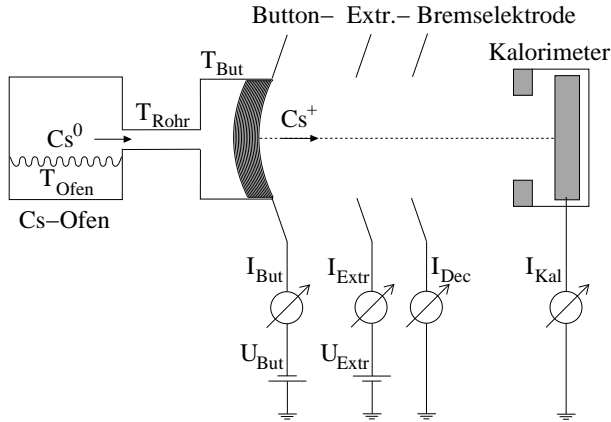 Button– Extr.– Bremselektrode
Kalorimeter
T_But
T_Rohr
Cs^0
Cs^+
T_Ofen
Cs–Ofen
I_But I_Extr I_Dec I_Kal
U_But U_Extr